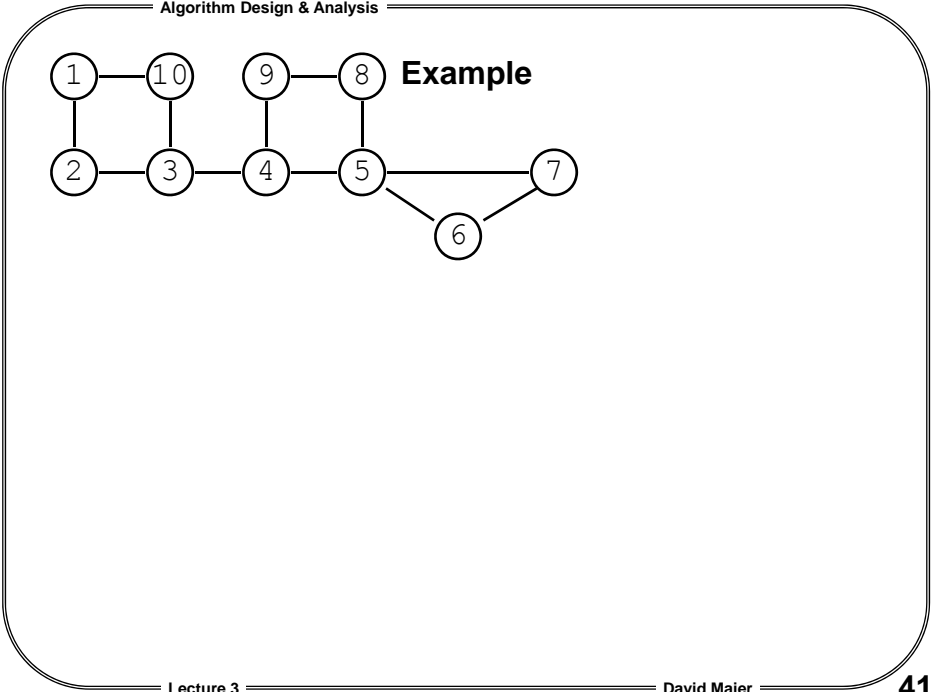 Algorithm Design & Analysis
1 10 9 8 Example
2 3 4 5 7
6
Lecture 3 David Maier 41